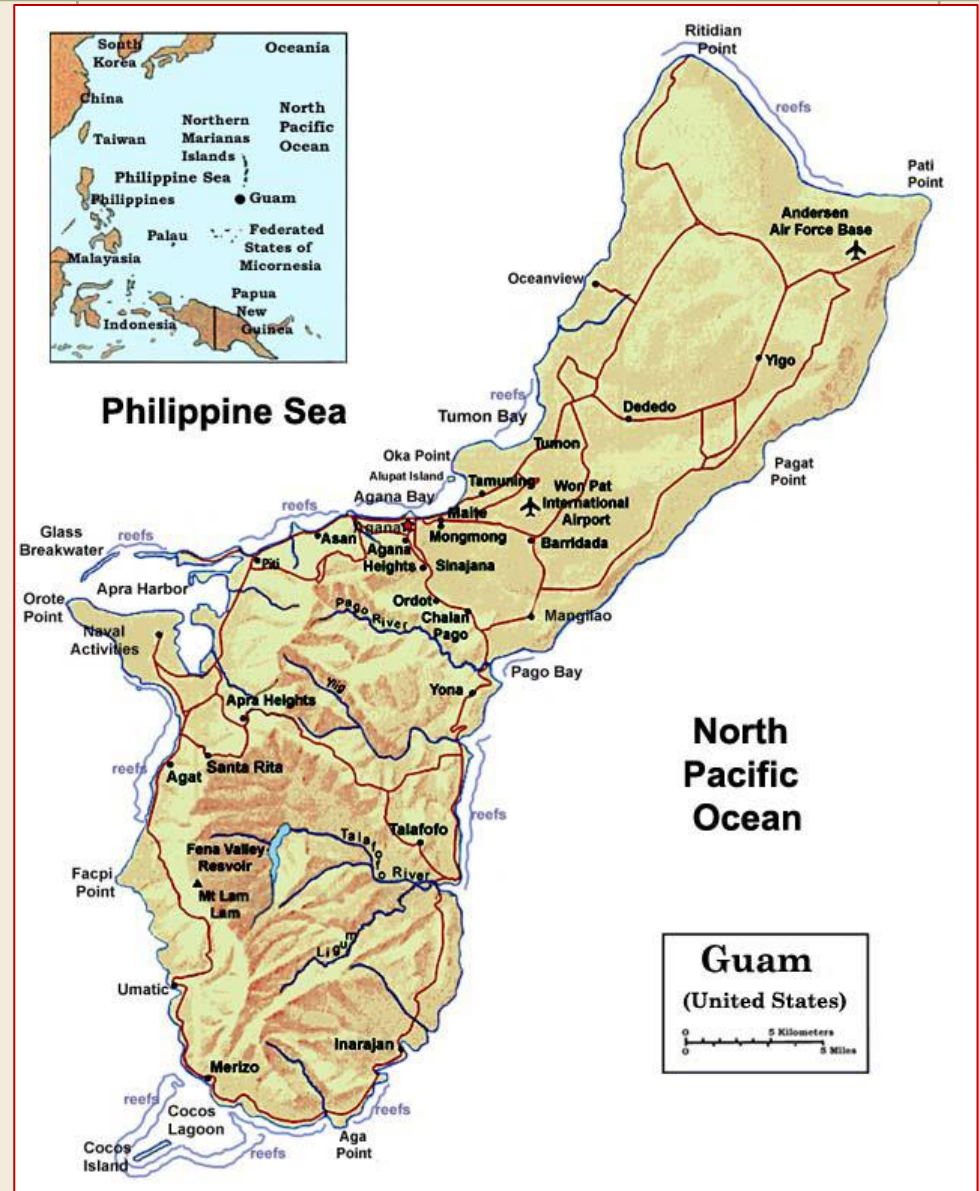 South
Korea
Oceania
China
North
Pacific
Ocean
Northern
Marianas
Islands
Taiwan
Philippine Sea
Philippines
Guam
Palau
Federated
States of
Micornesia
Malayasia
Papua
New
Guinea
Indonesia
Ritidian
Point
reefs
Pati
Point
Andersen
Air Force Base
Oceanview
Yigo
Philippine Sea
reefs
Tumon Bay
Dededo
Tumon
Oka Point
Alupat Island
Tamuning
Won Pat
International
Airport
Pagat
Point
Agana Bay
reefs
Maite
Agana
Mongmong
Barridada
Glass
Breakwater
reefs
Asan
Agana
Heights
Sinajana
Piti
Apra Harbor
Orote
Point
Ordot
Chalan
Pago
Pago River
Mangilao
Naval
Activities
Pago Bay
Ylig
Yona
Apra Heights
North
Pacific
Ocean
reefs
Agat
Santa Rita
reefs
Talafofo
Talafofo River
Fena Valley
Resvoir
Facpi
Point
Mt Lam
Lam
Ligum
Umatic
Guam
(United States)
0 5 Kilometers
0 5 Miles
Inarajan
Merizo
reefs
Cocos
Lagoon
reefs
Cocos
Island
reefs
Aga
Point